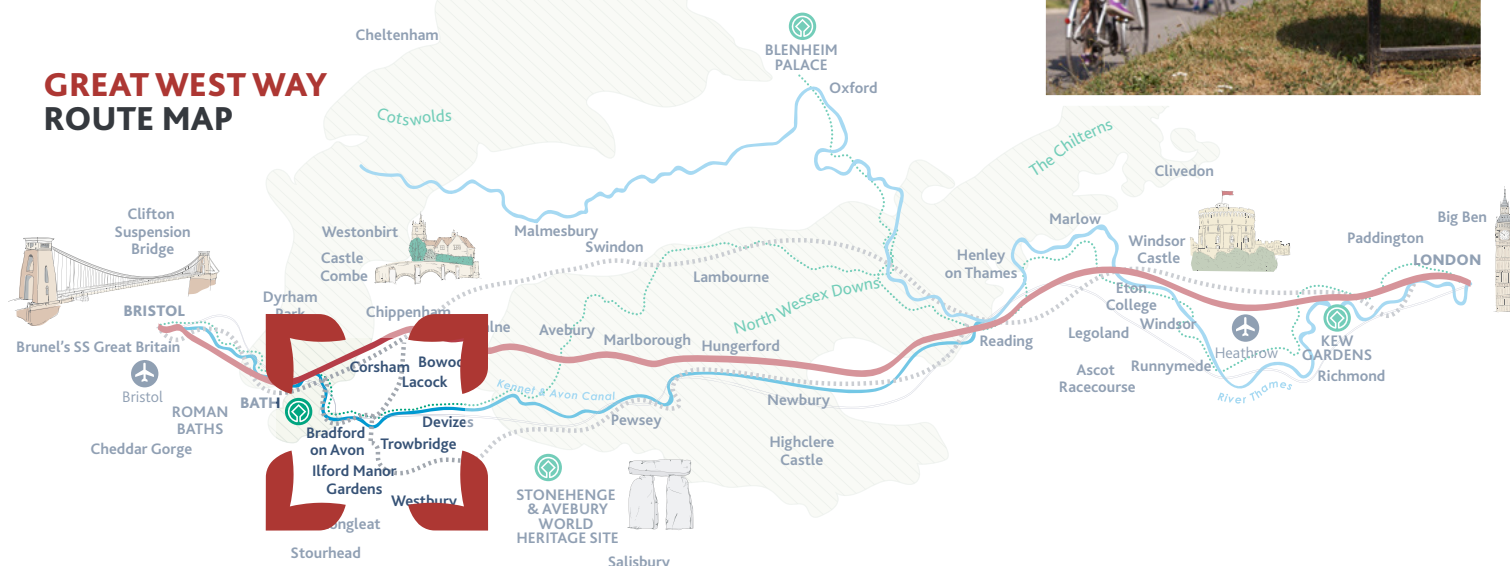 GREAT WEST WAY
ROUTE MAP
Cheltenham
Cotswolds
BLENHEIM
PALACE
Oxford
The Chilterns
Clivedon
Clifton
Suspension
Bridge
Westonbirt
Castle
Combe
Malmesbury
Swindon
Lambourne
North Wessex Downs
Henley
on Thames
Marlow
Windsor
Castle
Paddington
Big Ben
LONDON
Dyrham
Park
Chippenham
BRISTOL
Brunel's SS Great Britain
Bristol
ROMAN
BATHS
Cheddar Gorge
BATH
Corsham
Lacock
Avebury
Marlborough
Hungerford
Reading
Eton
College
Windsor
Legoland
Ascot
Racecourse
Runnymede
Heathrow
KEW
GARDENS
Richmond
River Thames
Kennet & Avon Canal
Devizes
Pewsey
Newbury
Highclere
Castle
Bradford
on Avon
Trowbridge
Ilford Manor
Gardens
Westbury
Stourhead
STONEHENGE
& AVEBURY
WORLD
HERITAGE SITE
Salisbury